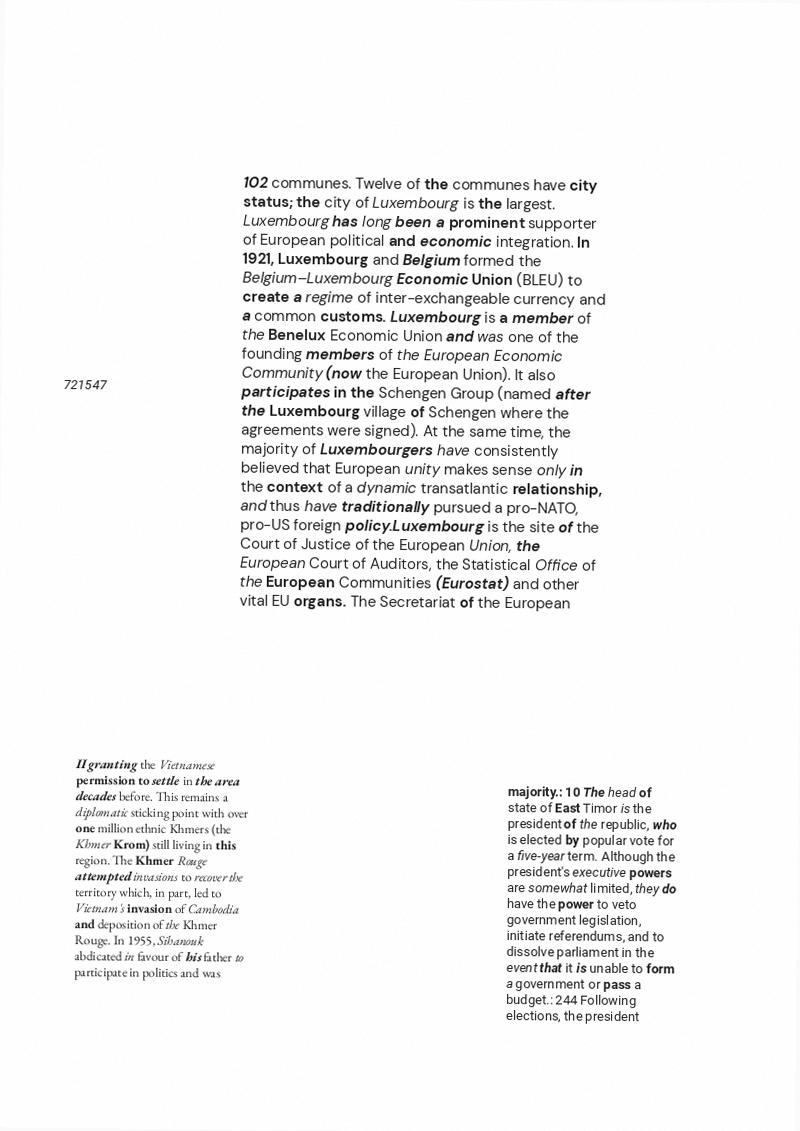 102 communes. Twelve of the communes have city
status; the city of Luxembourg is the largest.
Luxembourg has long been a prominent supporter
of European political and economic integration. In
1921, Luxembourg and Belgium formed the
Belgium–Luxembourg Economic Union (BLEU) to
create a regime of inter-exchangeable currency and
a common customs. Luxembourg is a member of
the Benelux Economic Union and was one of the
founding members of the European Economic
Community (now the European Union). It also
participates in the Schengen Group (named after
the Luxembourg village of Schengen where the
agreements were signed). At the same time, the
majority of Luxembourgers have consistently
believed that European unity makes sense only in
the context of a dynamic transatlantic relationship,
and thus have traditionally pursued a pro-NATO,
pro-US foreign policy.Luxembourg is the site of the
Court of Justice of the European Union, the
European Court of Auditors, the Statistical Office of
the European Communities (Eurostat) and other
vital EU organs. The Secretariat of the European
721547
II granting the Vietnamese
permission to settle in the area
decades before. This remains a
diplomatic sticking point with over
one million ethnic Khmers (the
Khmer Krom) still living in this
region. The Khmer Rouge
attempted invasions to recover the
territory which, in part, led to
Vietnam's invasion of Cambodia
and deposition of the Khmer
Rouge. In 1955, Sihanouk
abdicated in favour of his father to
participate in politics and was
majority.: 10 The head of
state of East Timor is the
president of the republic, who
is elected by popular vote for
a five-year term. Although the
president's executive powers
are somewhat limited, they do
have the power to veto
government legislation,
initiate referendums, and to
dissolve parliament in the
event that it is unable to form
a government or pass a
budget.: 244 Following
elections, the president